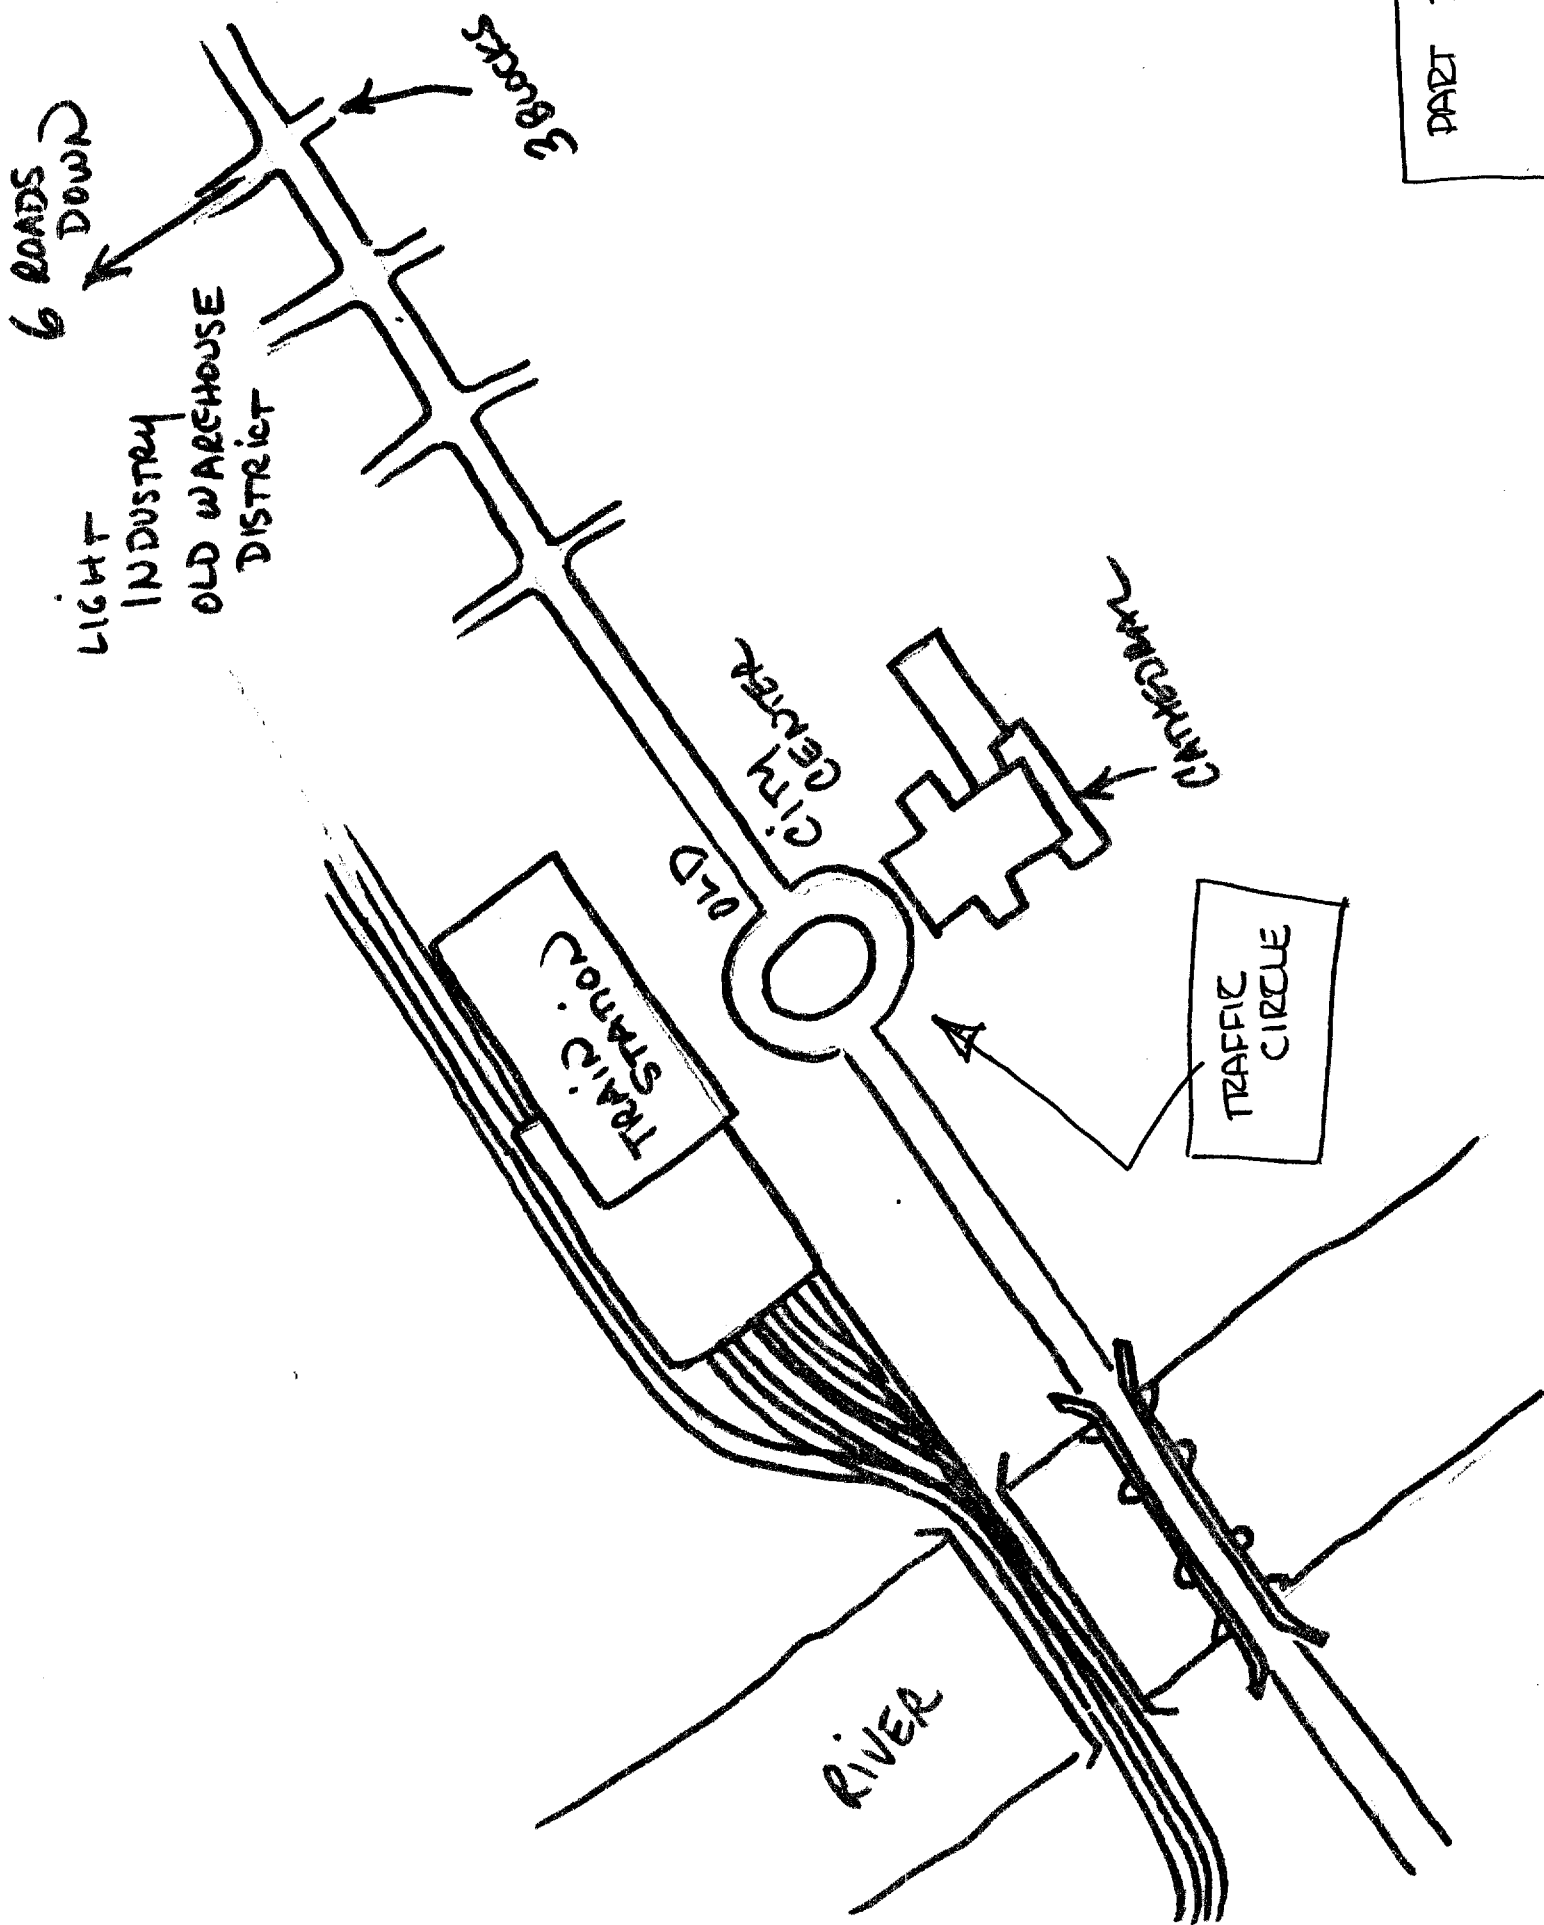 6 ROADS
DOWN
3 BLOCKS
LIGHT
INDUSTRY
OLD WAREHOUSE
DISTRICT
OLD
CITY
CENTER
CATHEDRAL
TRAIN
STATION
TRAFFIC
CIRCLE
RIVER
PART